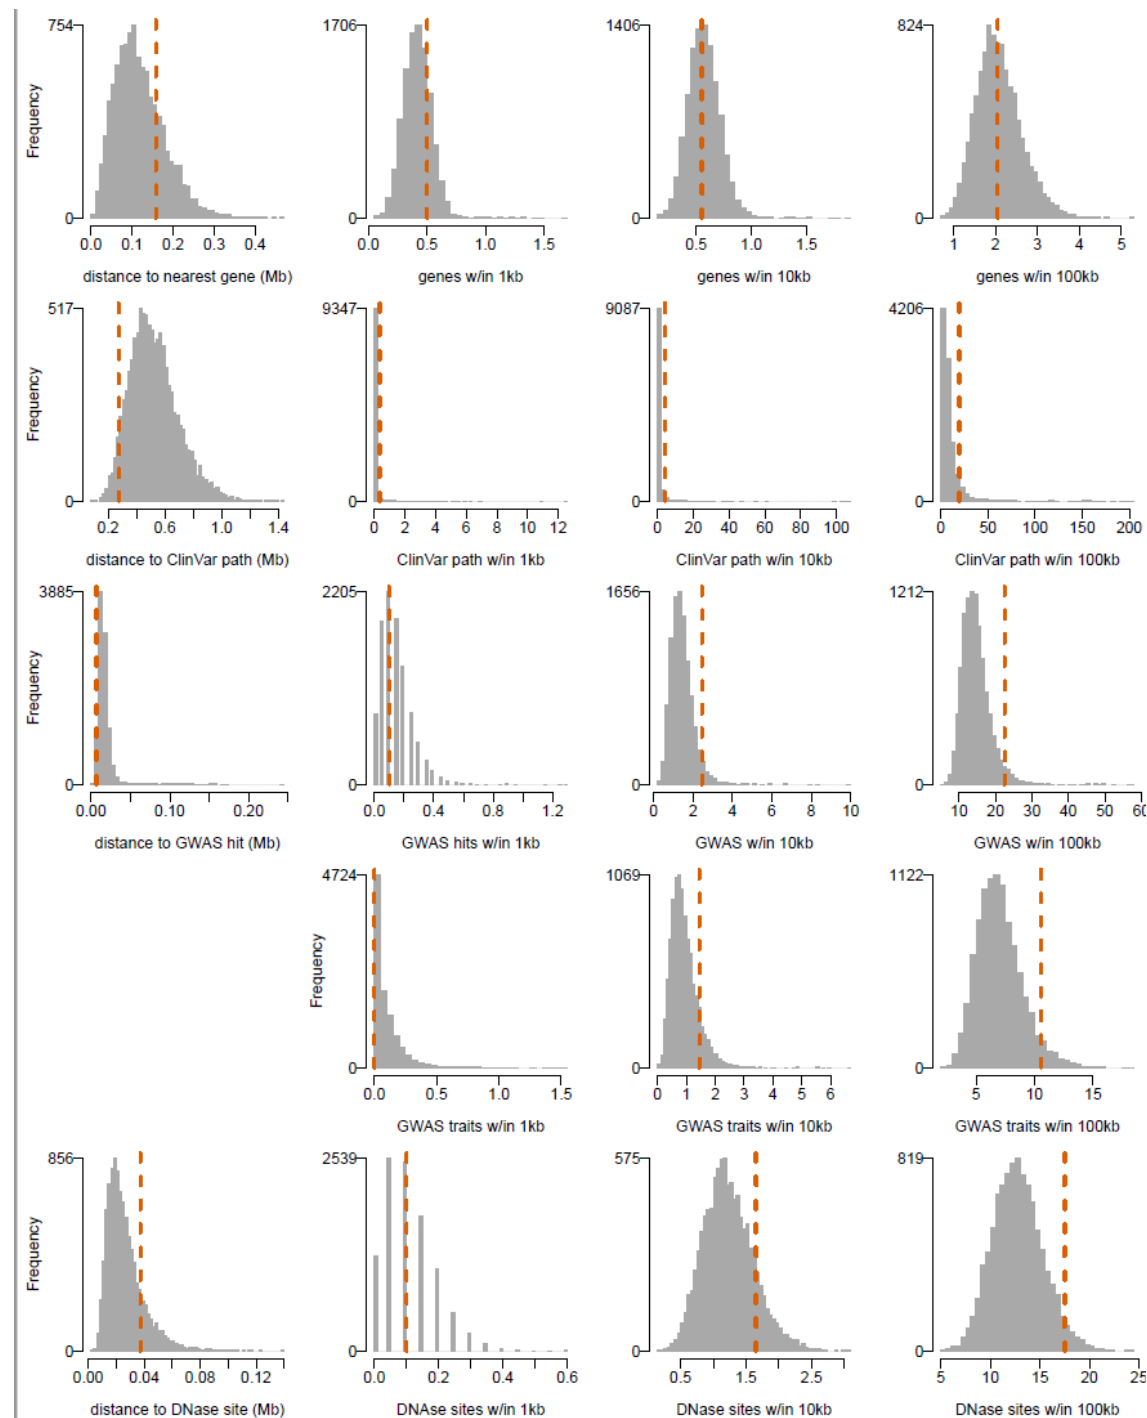 754 1706 1406 824
Frequency
0 0 0 0
0.0 0.1 0.2 0.3 0.4 0.0 0.5 1.0 1.5 0.5 1.0 1.5 1 2 3 4 5
distance to nearest gene (Mb) genes w/in 1kb genes w/in 10kb genes w/in 100kb
517 9347 9087 4206
Frequency
0 0 0 0
0.2 0.6 1.0 1.4 0 2 4 6 8 10 12 0 20 40 60 80 100 0 50 100 150 200
distance to ClinVar path (Mb) ClinVar path w/in 1kb ClinVar path w/in 10kb ClinVar path w/in 100kb
3885 2205 1656 1212
Frequency
0 0 0 0
0.00 0.10 0.20 0.0 0.4 0.8 1.2 0 2 4 6 8 10 10 20 30 40 50 60
distance to GWAS hit (Mb) GWAS hits w/in 1kb GWAS w/in 10kb GWAS w/in 100kb
4724 1069 1122
Frequency
0 0 0
0.0 0.5 1.0 1.5 0 1 2 3 4 5 6 5 10 15
GWAS traits w/in 1kb GWAS traits w/in 10kb GWAS traits w/in 100kb
856 2539 575 819
Frequency
0 0 0 0
0.00 0.04 0.08 0.12 0.0 0.2 0.4 0.6 0.5 1.5 2.5 5 10 15 20 25
distance to DNase site (Mb) DNAse sites w/in 1kb DNase sites w/in 10kb DNase sites w/in 100kb